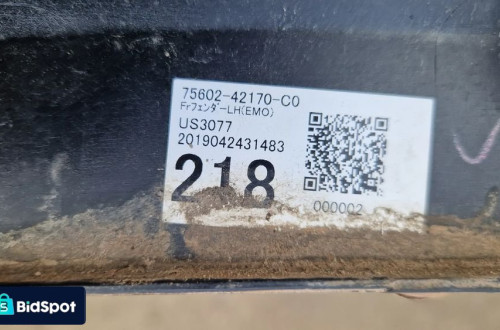 75602-42170-C0
Frフェンダ-LH(EMO)
US3077
2019042431483
218
000002
BidSpot